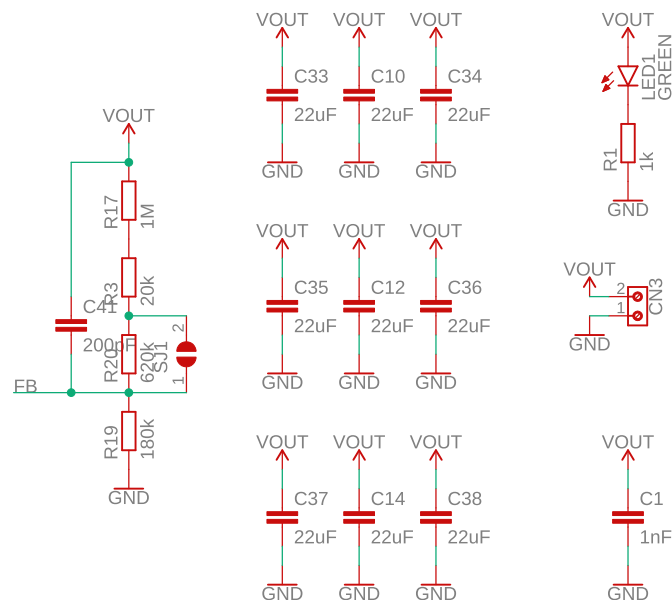 VOUT
VOUT
VOUT
VOUT
C33
C10
C34
LED1
GREEN
22uF
22uF
22uF
VOUT
R1
1k
GND
GND
GND
R17
1M
GND
VOUT
VOUT
VOUT
VOUT
R3
20k
C35
C12
C36
2
CN3
C41
1
22uF
22uF
22uF
2
200pF
R20
620k
SJ1
GND
1
FB
GND
GND
GND
R19
180k
VOUT
VOUT
VOUT
VOUT
GND
C37
C14
C38
C1
22uF
22uF
22uF
1nF
GND
GND
GND
GND